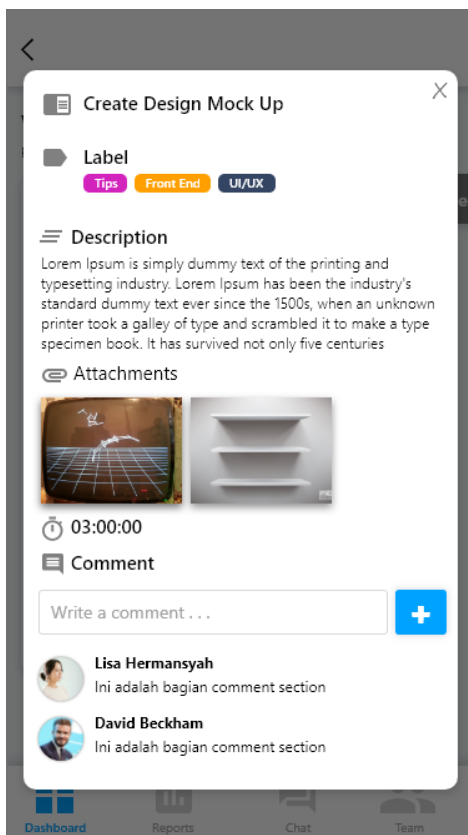 X
Create Design Mock Up
Label
Tips Front End UI/UX
Description
Lorem Ipsum is simply dummy text of the printing and
typesetting industry. Lorem Ipsum has been the industry's
standard dummy text ever since the 1500s, when an unknown
printer took a galley of type and scrambled it to make a type
specimen book. It has survived not only five centuries
Attachments
03:00:00
Comment
Write a comment . . .
Lisa Hermansyah
Ini adalah bagian comment section
David Beckham
Ini adalah bagian comment section
Dashboard Reports Chat Team